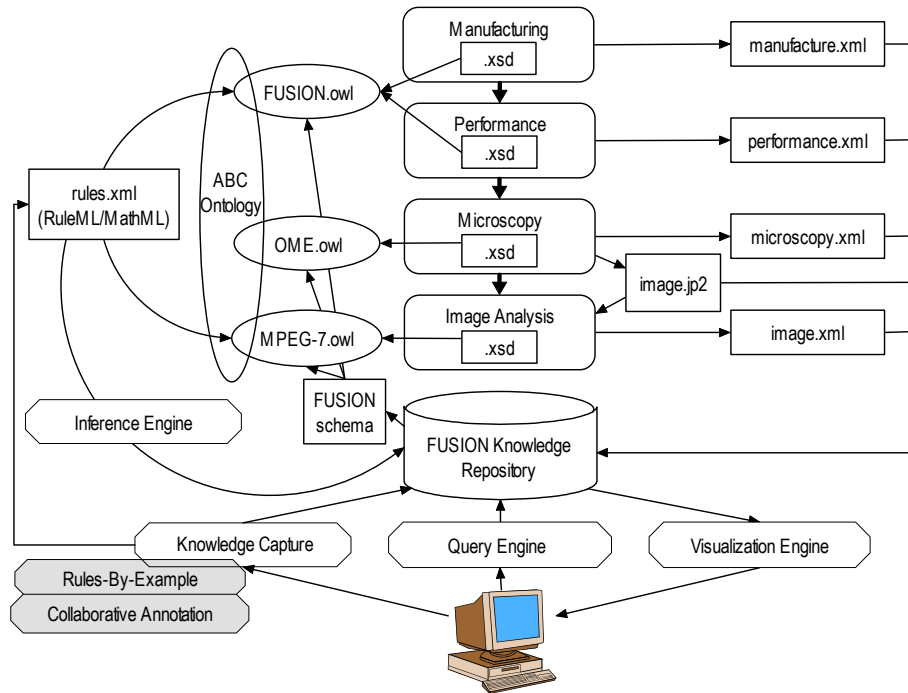 Manufacturing
.xsd
manufacture.xml
FUSION.owl
Performance
.xsd
performance.xml
rules.xml
(RuleML/MathML)
ABC
Ontology
Microscopy
.xsd
microscopy.xml
OME.owl
image.jp2
Image Analysis
.xsd
image.xml
MPEG-7.owl
FUSION
schema
Inference Engine
FUSION Knowledge
Repository
Knowledge Capture
Query Engine
Visualization Engine
Rules-By-Example
Collaborative Annotation